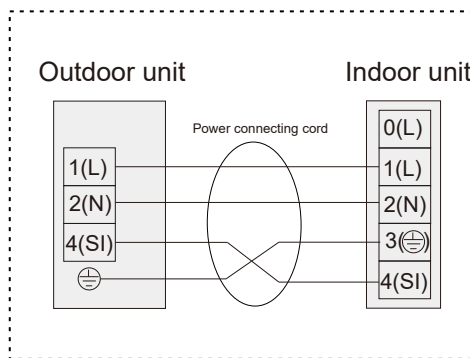 Outdoor unit
Indoor unit
Power connecting cord
1(L)
2(N)
4(SI)
0(L)
1(L)
2(N)
3(⏚)
4(SI)